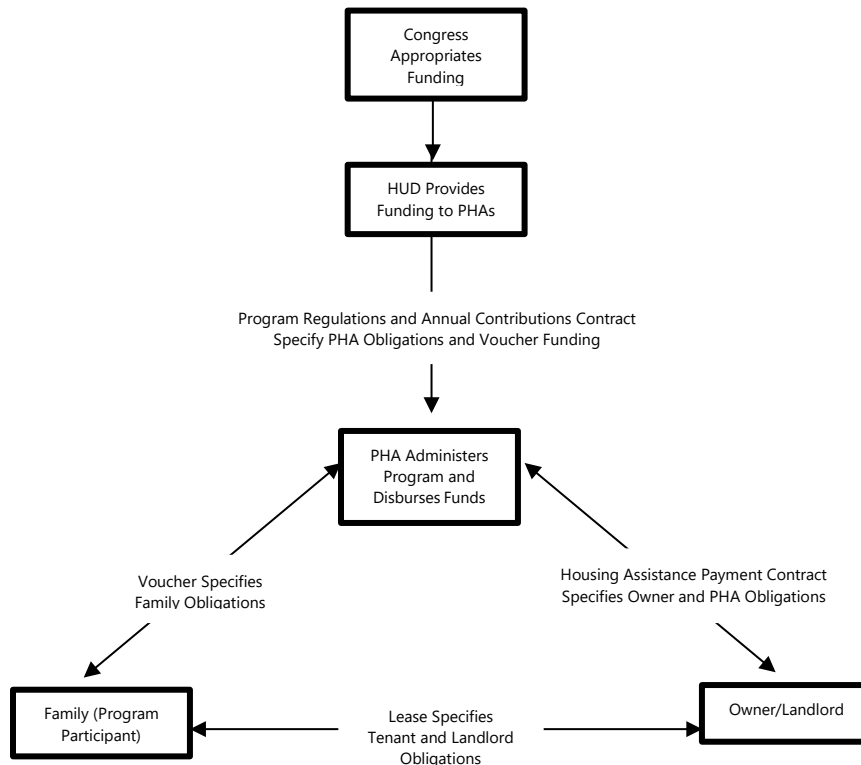 Congress
Appropriates
Funding
HUD Provides
Funding to PHAs
Program Regulations and Annual Contributions Contract
Specify PHA Obligations and Voucher Funding
PHA Administers
Program and
Disburses Funds
Voucher Specifies
Family Obligations
Housing Assistance Payment Contract
Specifies Owner and PHA Obligations
Family (Program
Participant)
Lease Specifies
Tenant and Landlord
Obligations
Owner/Landlord